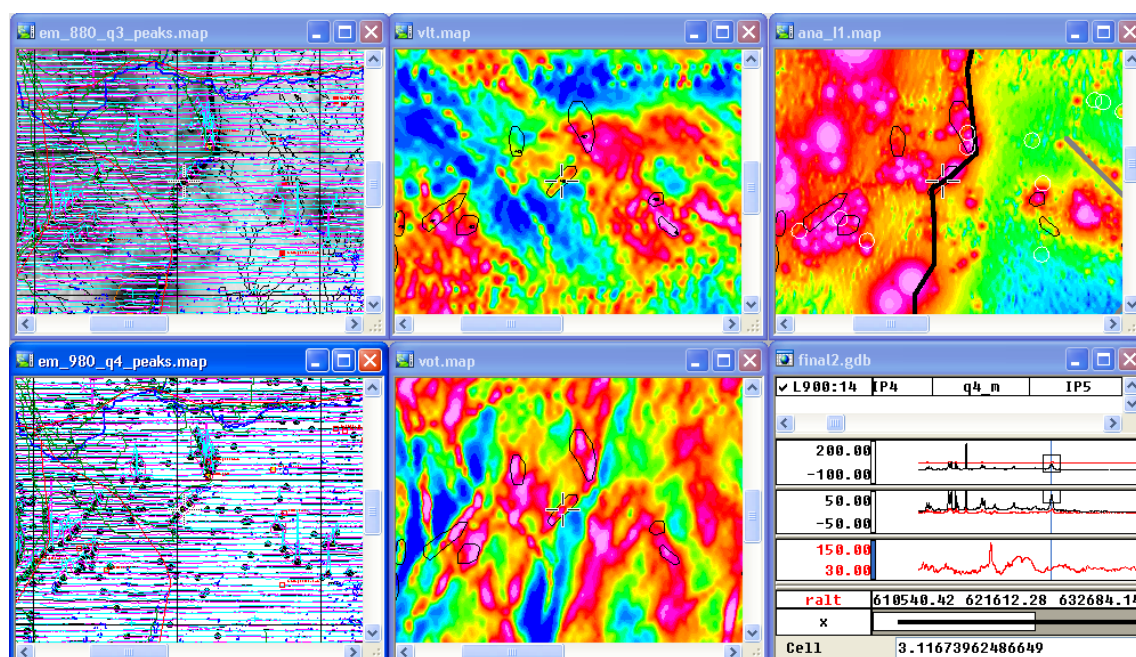 em_880_q3_peaks.map
vlt.map
ana_l1.map
em_980_q4_peaks.map
vot.map
final2.gdb
L900:14 IP4 q4_m IP5
200.00
-100.00
50.00
-50.00
150.00
30.00
ralt 610540.42 621612.28 632684.14
x
Cell 3.11673962486649